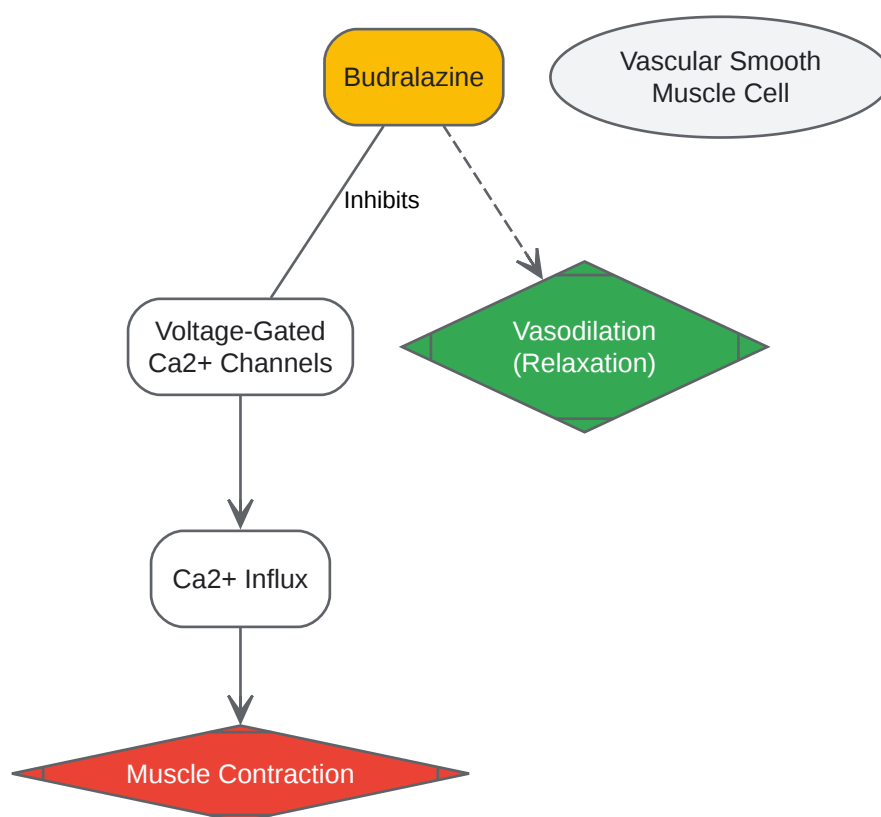 Budralazine
Vascular Smooth
Muscle Cell
Inhibits
Voltage-Gated
Ca2+ Channels
Vasodilation
(Relaxation)
Ca2+ Influx
Muscle Contraction